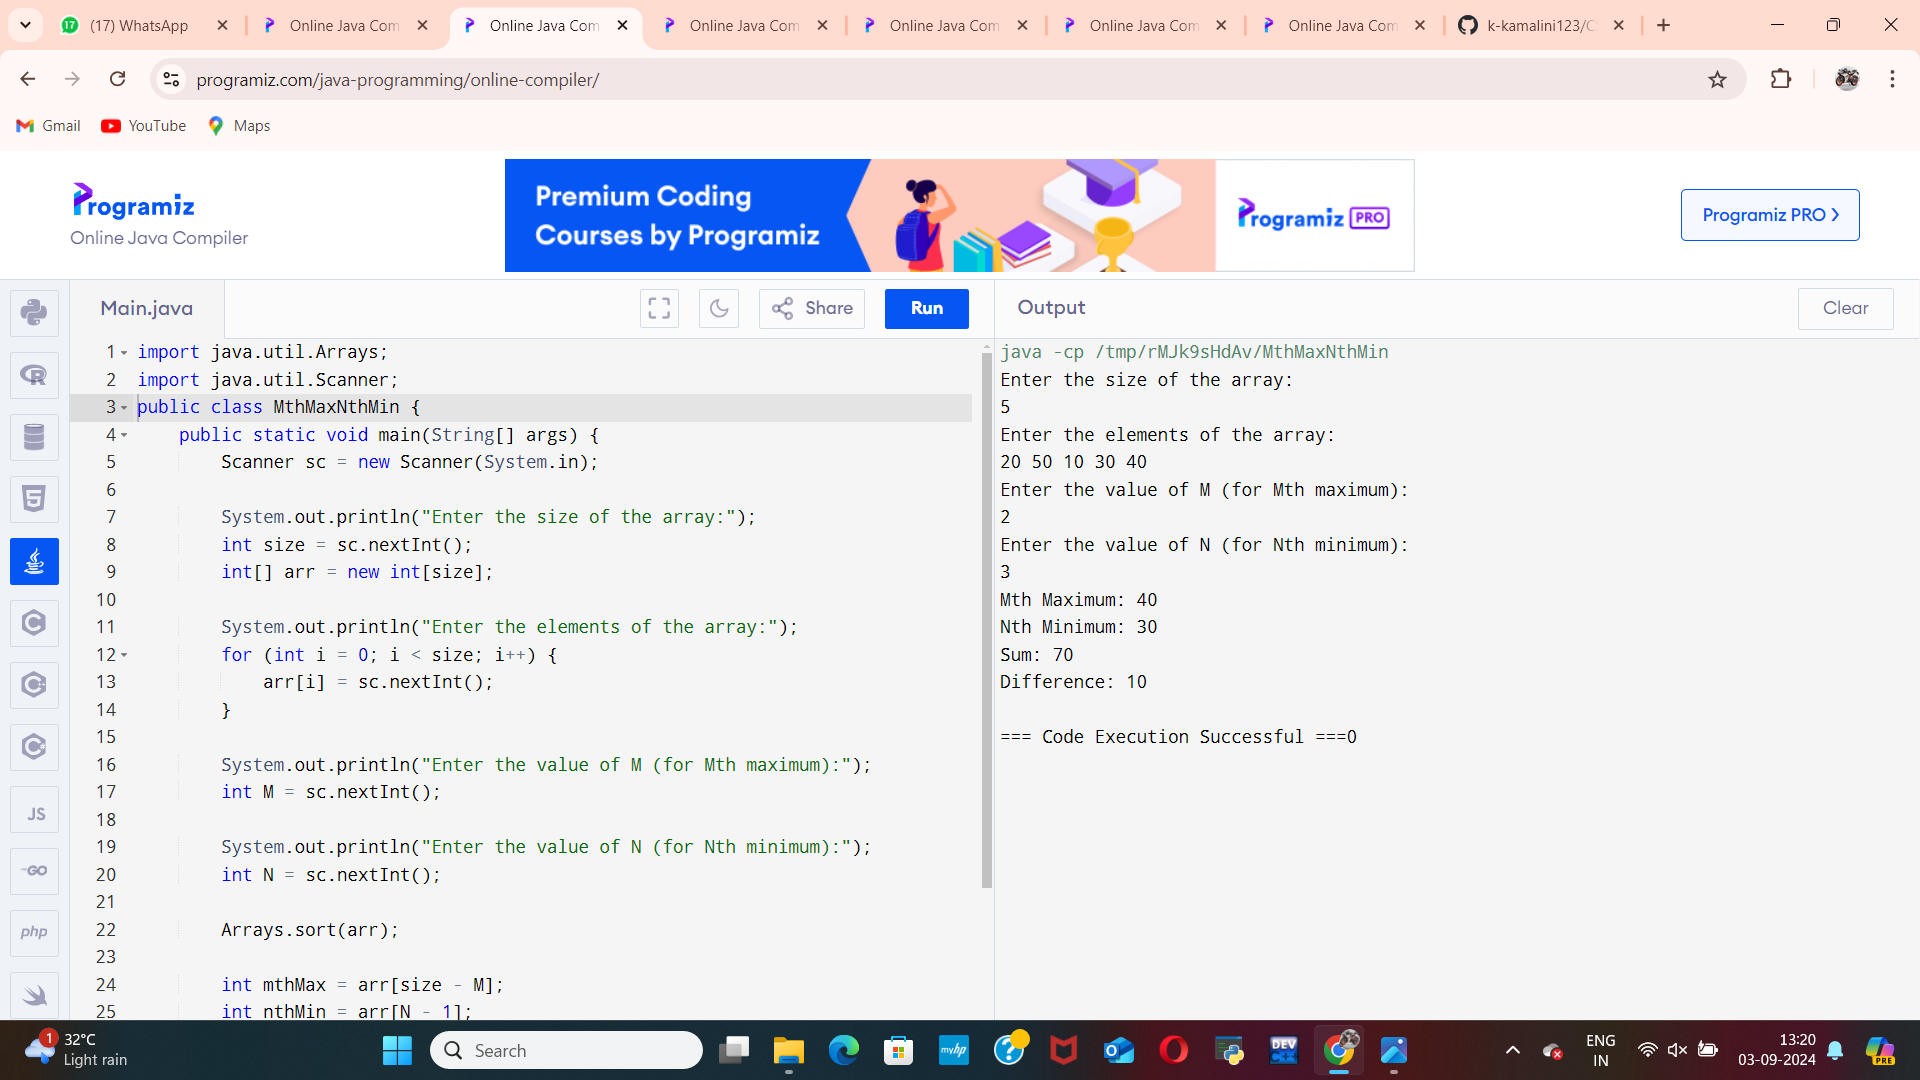 (17) WhatsApp
Online Java Com
Online Java Com
Online Java Com
Online Java Com
Online Java Com
Online Java Com
k-kamalini123/C
programiz.com/java-programming/online-compiler/
Gmail
YouTube
Maps
Programiz
Online Java Compiler
Premium Coding
Courses by Programiz
Programiz PRO
Programiz PRO
Main.java
Share
Run
Output
Clear
1 import java.util.Arrays;
2 import java.util.Scanner;
3 public class MthMaxNthMin {
4 public static void main(String[] args) {
5 Scanner sc = new Scanner(System.in);
6
7 System.out.println("Enter the size of the array:");
8 int size = sc.nextInt();
9 int[] arr = new int[size];
10
11 System.out.println("Enter the elements of the array:");
12 for (int i = 0; i < size; i++) {
13 arr[i] = sc.nextInt();
14 }
15
16 System.out.println("Enter the value of M (for Mth maximum):");
17 int M = sc.nextInt();
18
19 System.out.println("Enter the value of N (for Nth minimum):");
20 int N = sc.nextInt();
21
22 Arrays.sort(arr);
23
24 int mthMax = arr[size - M];
25 int nthMin = arr[N - 1];
java -cp /tmp/rMJk9sHdAv/MthMaxNthMin
Enter the size of the array:
5
Enter the elements of the array:
20 50 10 30 40
Enter the value of M (for Mth maximum):
2
Enter the value of N (for Nth minimum):
3
Mth Maximum: 40
Nth Minimum: 30
Sum: 70
Difference: 10
=== Code Execution Successful ===0
JS
GO
php
1
32°C
Light rain
Search
myhp
DEV
C++
ENG
IN
13:20
03-09-2024
PRE